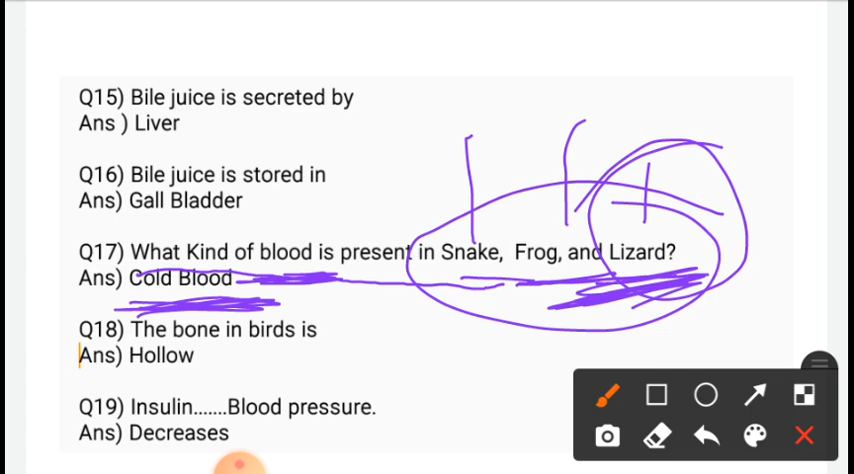 Q15) Bile juice is secreted by
Ans ) Liver
Q16) Bile juice is stored in
Ans) Gall Bladder
Q17) What Kind of blood is present in Snake, Frog, and Lizard?
Ans) Cold Blood
Q18) The bone in birds is
Ans) Hollow
Q19) Insulin.......Blood pressure.
Ans) Decreases